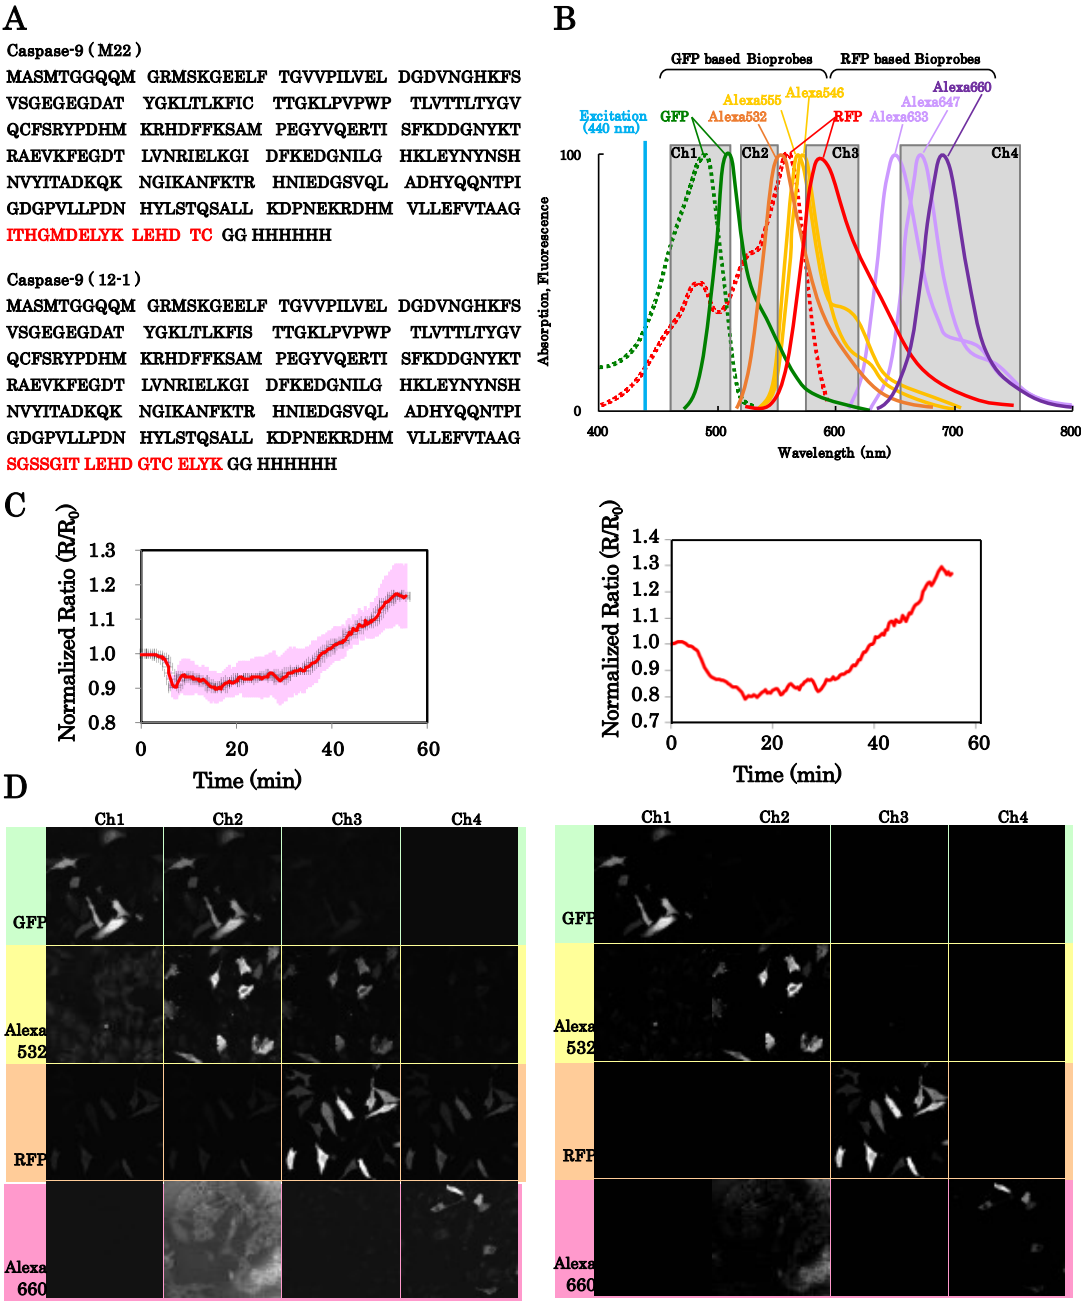 A
Caspase-9 ( M22 )
MASMTGGQQM GRMSKGEELF TGVVPILVEL DGDVNGHKFS
VSGEGEGDAT YGKLTLKFIC TTGKLPVPWP TLVTTLTYGV
QCFSRYPDHM KRHDFFKSAM PEGYVQERTI SFKDDGNYKT
RAEVKFEGDT LVNRIELKGI DFKEDGNILG HKLEYNYNSH
NVYITADKQK NGIKANFKTR HNIEDGSVQL ADHYQQNTPI
GDGPVLLPDN HYLSTQSALL KDPNEKRDHM VLLEFVTAAG
ITHGMDELYK LEHD TC GG HHHHHH
Caspase-9 ( 12-1 )
MASMTGGQQM GRMSKGEELF TGVVPILVEL DGDVNGHKFS
VSGEGEGDAT YGKLTLKFIS TTGKLPVPWP TLVTTLTYGV
QCFSRYPDHM KRHDFFKSAM PEGYVQERTI SFKDDGNYKT
RAEVKFEGDT LVNRIELKGI DFKEDGNILG HKLEYNYNSH
NVYITADKQK NGIKANFKTR HNIEDGSVQL ADHYQQNTPI
GDGPVLLPDN HYLSTQSALL KDPNEKRDHM VLLEFVTAAG
SGSSGIT LEHD GTC ELYK GG HHHHHH
B
GFP based Bioprobes RFP based Bioprobes
Alexa660
Alexa546
Alexa555 Alexa647
Excitation
(440 nm)
GFP Alexa532 RFP Alexa633
Ch1 Ch2 Ch3 Ch4
100
0
Absorption, Fluorescence
400 500 600 700 800
Wavelength (nm)
C
Normalized Ratio (R/R0)
1.3
1.2
1.1
1.0
0.9
0.8
0 20 40 60
Time (min)
Normalized Ratio (R/R0)
1.4
1.3
1.2
1.1
1.0
0.9
0.8
0.7
0 20 40 60
Time (min)
D
Ch1 Ch2 Ch3 Ch4
GFP
Alexa
532
RFP
Alexa
660
Ch1 Ch2 Ch3 Ch4
GFP
Alexa
532
RFP
Alexa
660